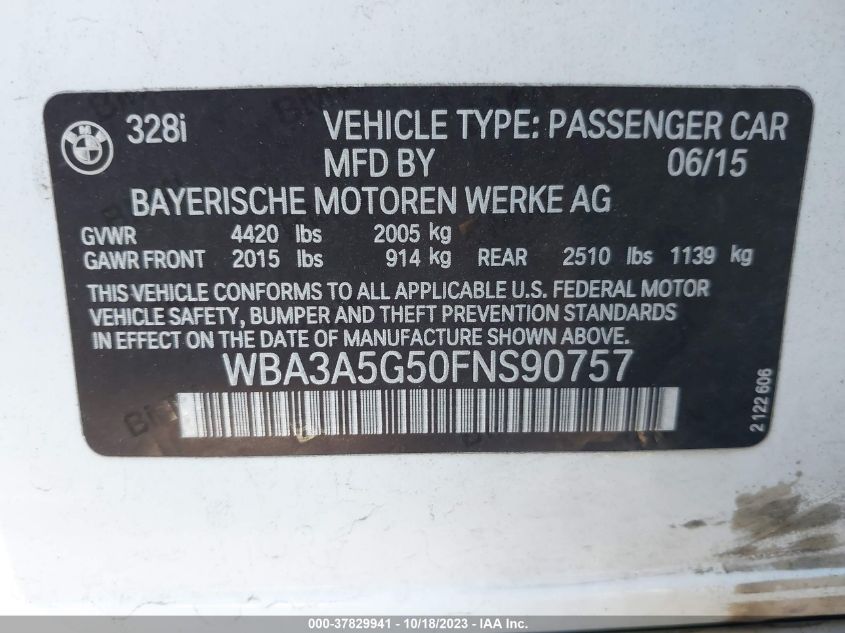 BMW
328i VEHICLE TYPE: PASSENGER CAR
MFD BY 06/15
BAYERISCHE MOTOREN WERKE AG
GVWR 4420 lbs 2005 kg
GAWR FRONT 2015 lbs 914 kg REAR 2510 lbs 1139 kg
THIS VEHICLE CONFORMS TO ALL APPLICABLE U.S. FEDERAL MOTOR
VEHICLE SAFETY, BUMPER AND THEFT PREVENTION STANDARDS
IN EFFECT ON THE DATE OF MANUFACTURE SHOWN ABOVE.
WBA3A5G50FNS90757
2 122 606
000-37829941 - 10/18/2023 - IAA Inc.